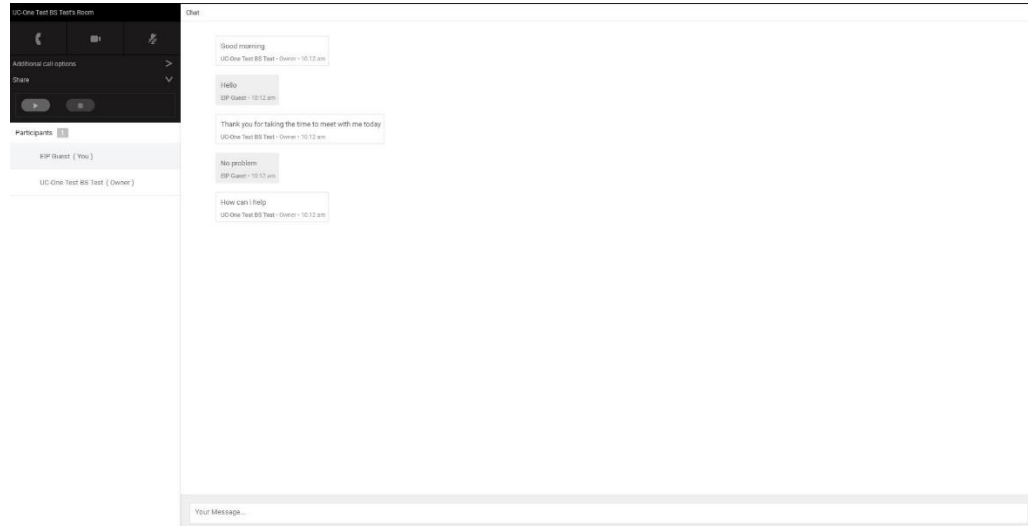 UC-One Test BS Test's Room
Additional call options >
Share
Participants 1
EIP Guest ( You )
UC-One Test BS Test ( Owner )
Chat
Good morning
UC-One Test BS Test - Owner - 10:12 am
Hello
EIP Guest - 10:12 am
Thank you for taking the time to meet with me today
UC-One Test BS Test - Owner - 10:12 am
No problem
EIP Guest - 10:12 am
How can i help
UC-One Test BS Test - Owner - 10:12 am
Your Message...